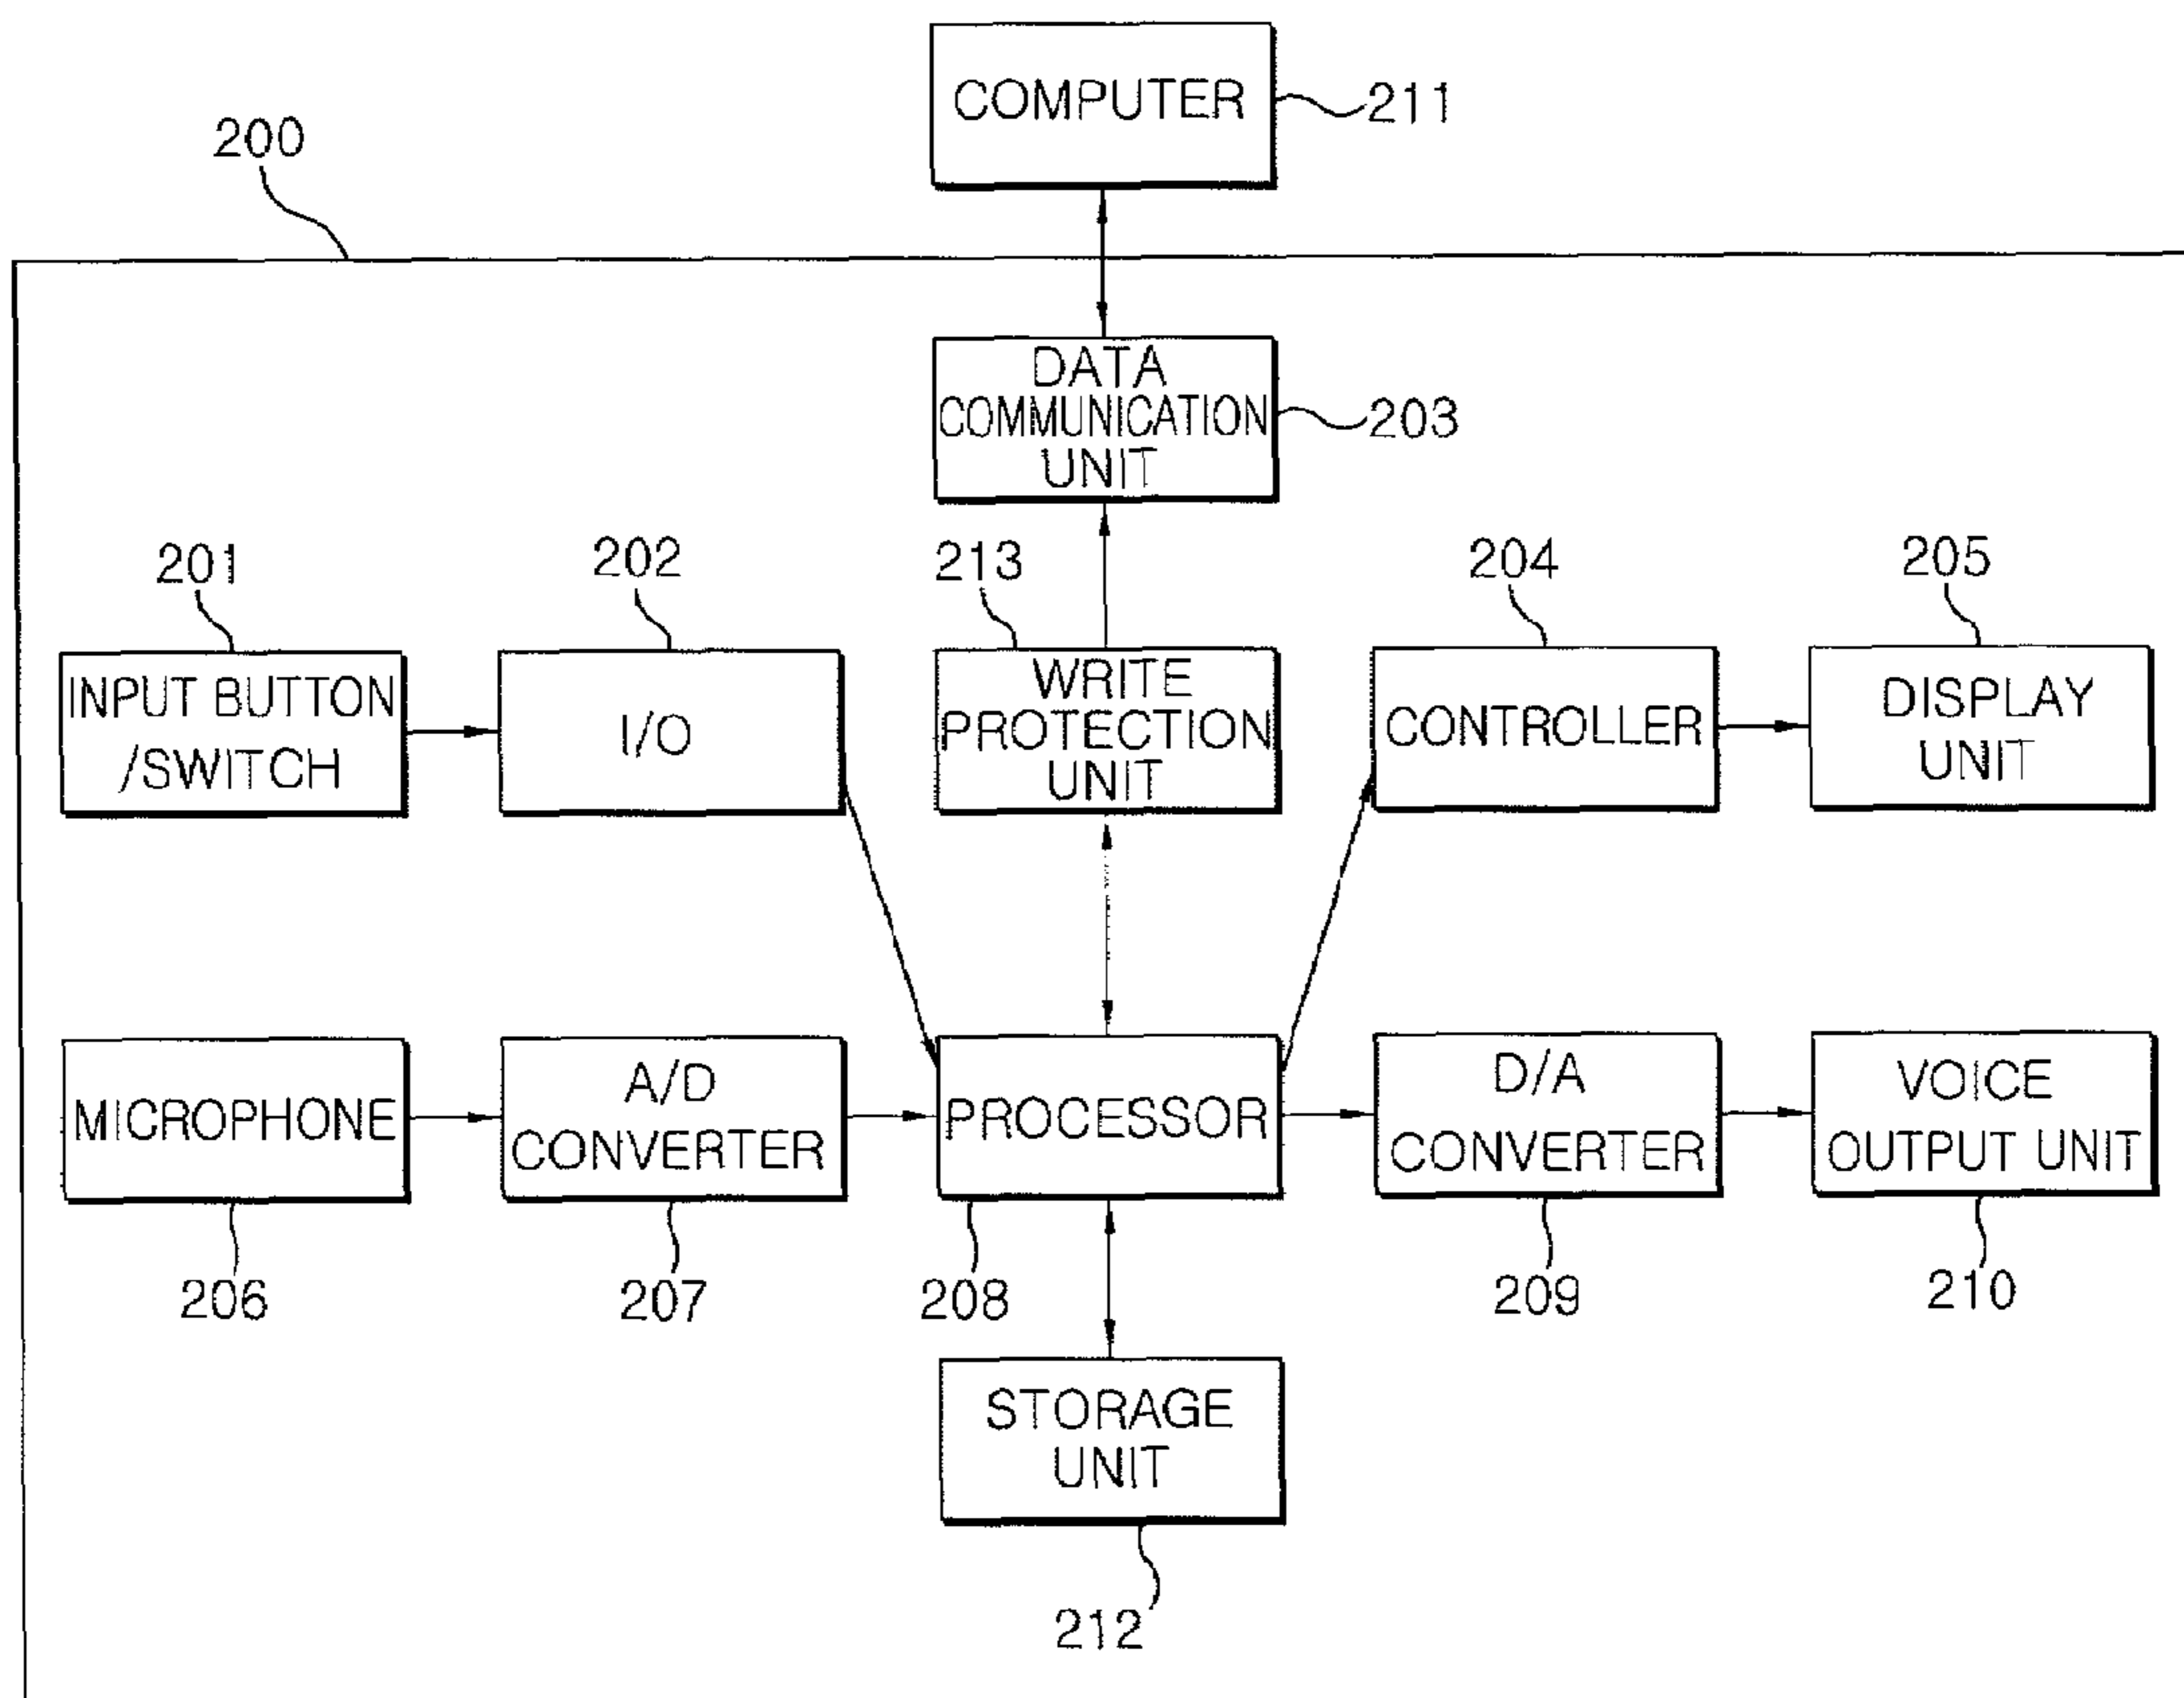 COMPUTER
211
200
DATA
COMMUNICATION
UNIT
203
201
202
213
204
205
INPUT BUTTON
/SWITCH
I/O
WRITE
PROTECTION
UNIT
CONTROLLER
DISPLAY
UNIT
MICROPHONE
A/D
CONVERTER
PROCESSOR
D/A
CONVERTER
VOICE
OUTPUT UNIT
206
207
208
209
210
STORAGE
UNIT
212